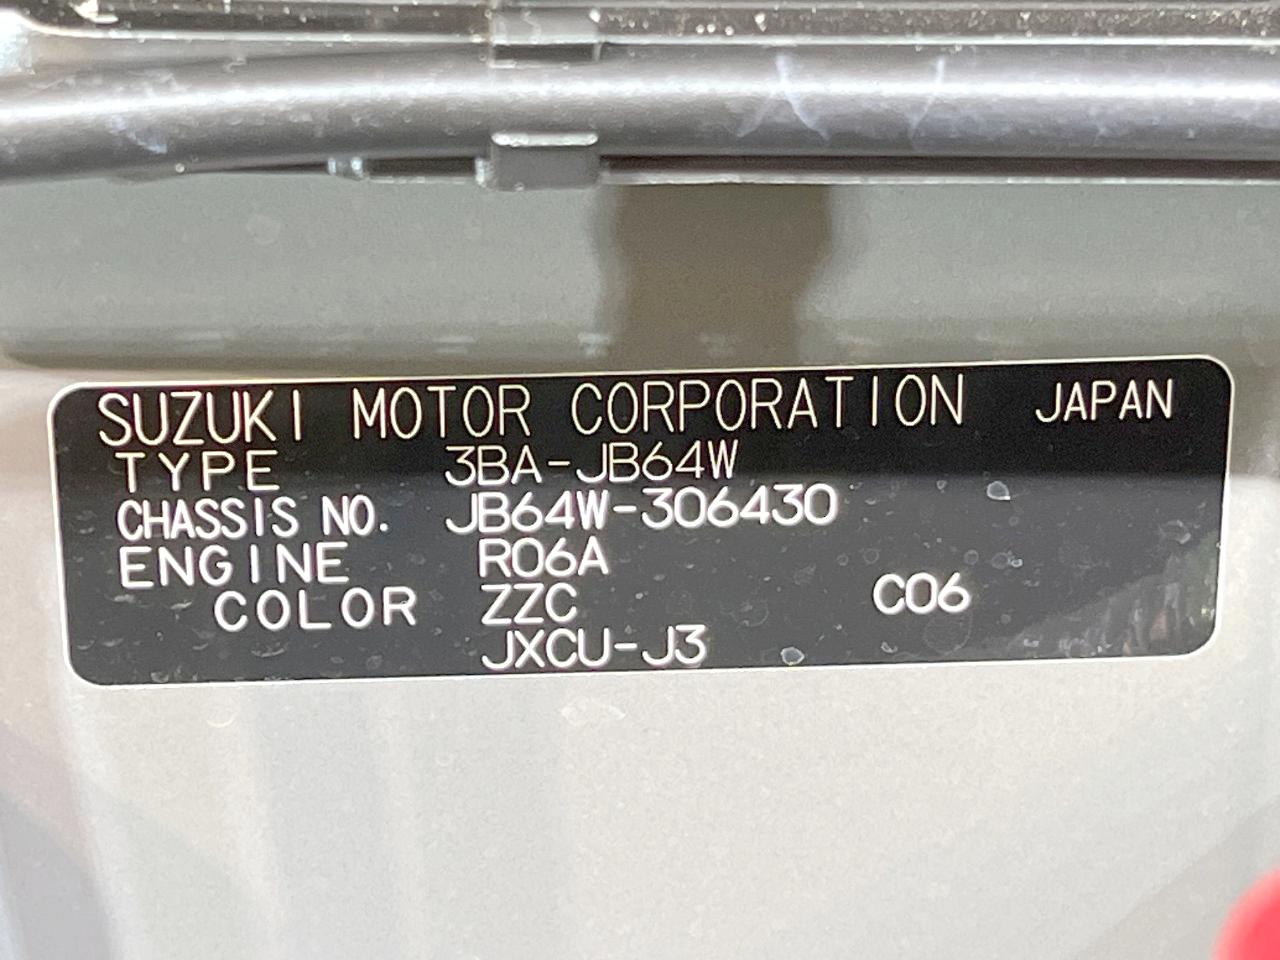 SUZUKI MOTOR CORPORATION JAPAN
TYPE 3BA-JB64W
CHASSIS NO. JB64W-306430
ENGINE R06A
COLOR ZZC C06
JXCU-J3